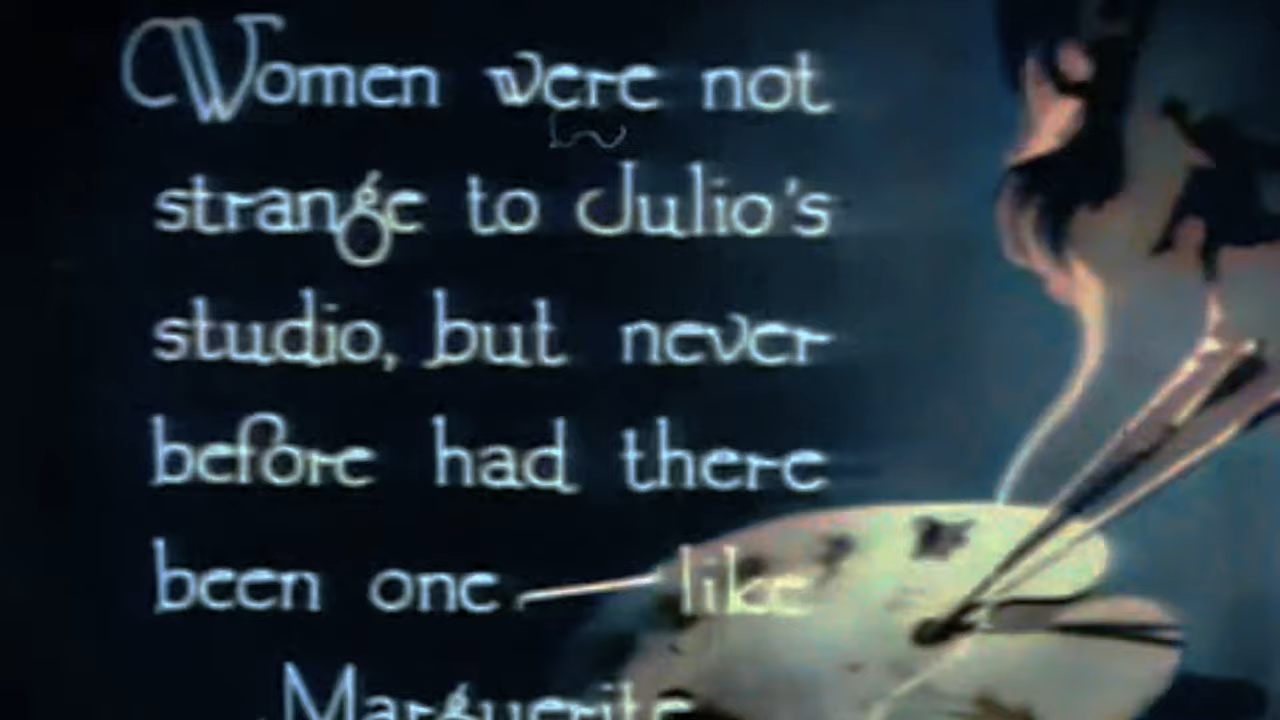 Women were not
strange to Julio's
studio, but never
before had there
been one like
Marguerite